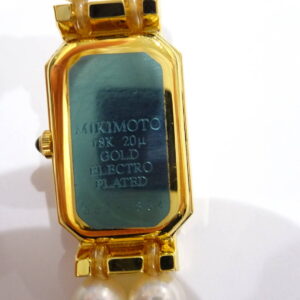 MIKIMOTO
18K 20μ
GOLD
ELECTRO
PLATED